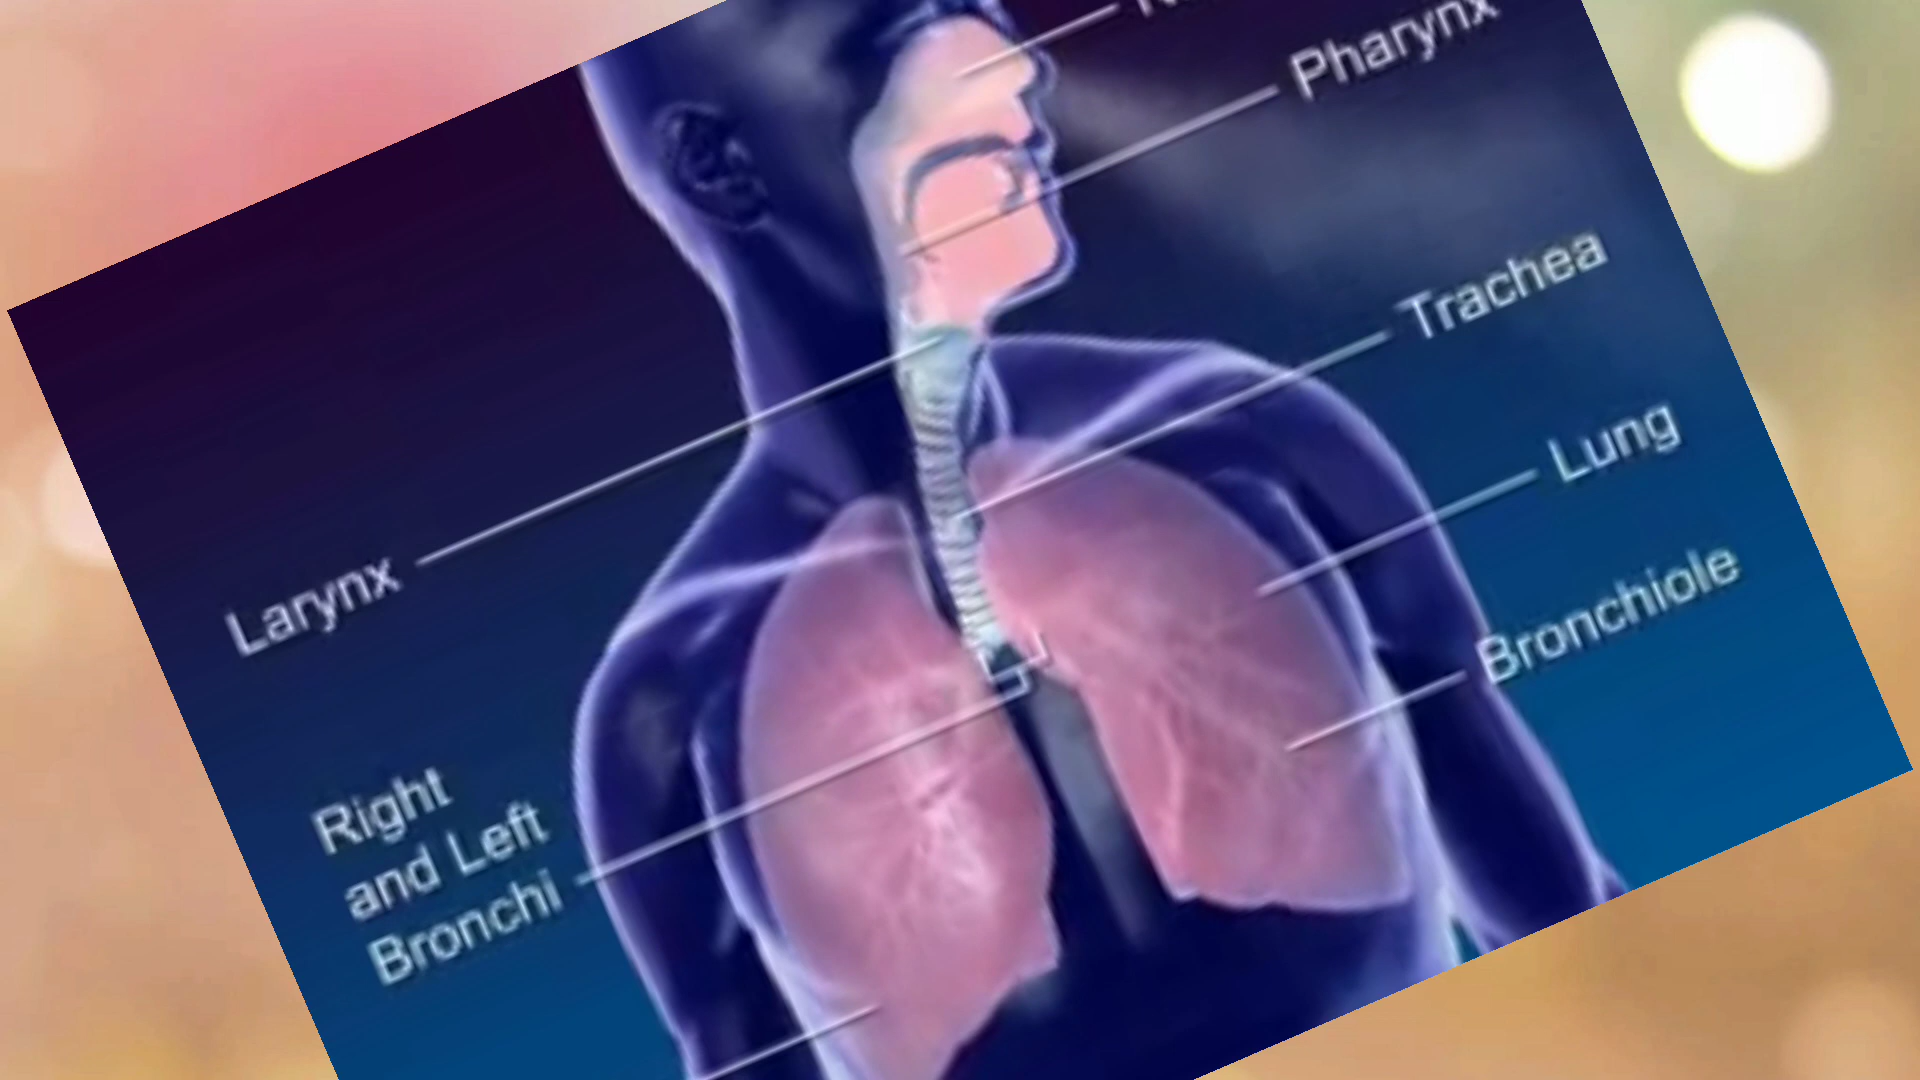 Pharynx
Trachea
Lung
Bronchiole
Larynx
Right
and Left
Bronchi